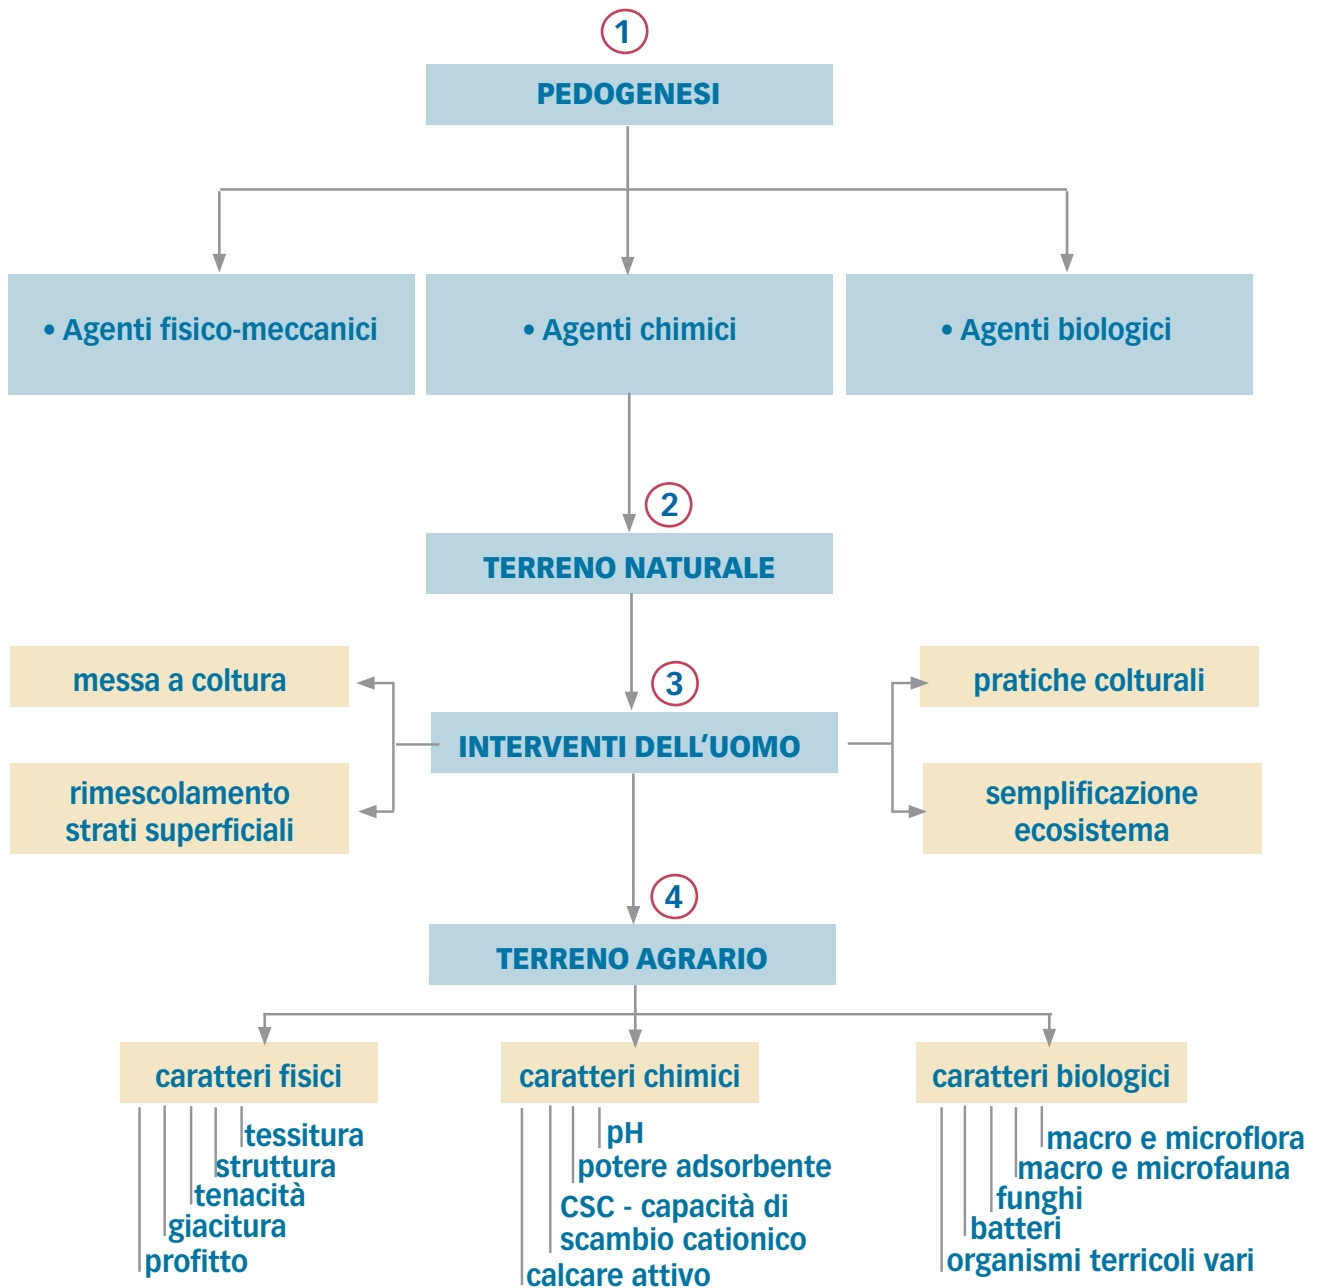 1
PEDOGENESI
• Agenti fisico-meccanici
• Agenti chimici
• Agenti biologici
2
TERRENO NATURALE
3
messa a coltura
pratiche colturali
INTERVENTI DELL'UOMO
rimescolamento
strati superficiali
semplificazione
ecosistema
4
TERRENO AGRARIO
caratteri fisici
tessitura
struttura
tenacità
giacitura
profitto
caratteri chimici
pH
potere adsorbente
CSC - capacità di
scambio cationico
calcare attivo
caratteri biologici
macro e microflora
macro e microfauna
funghi
batteri
organismi terricoli vari